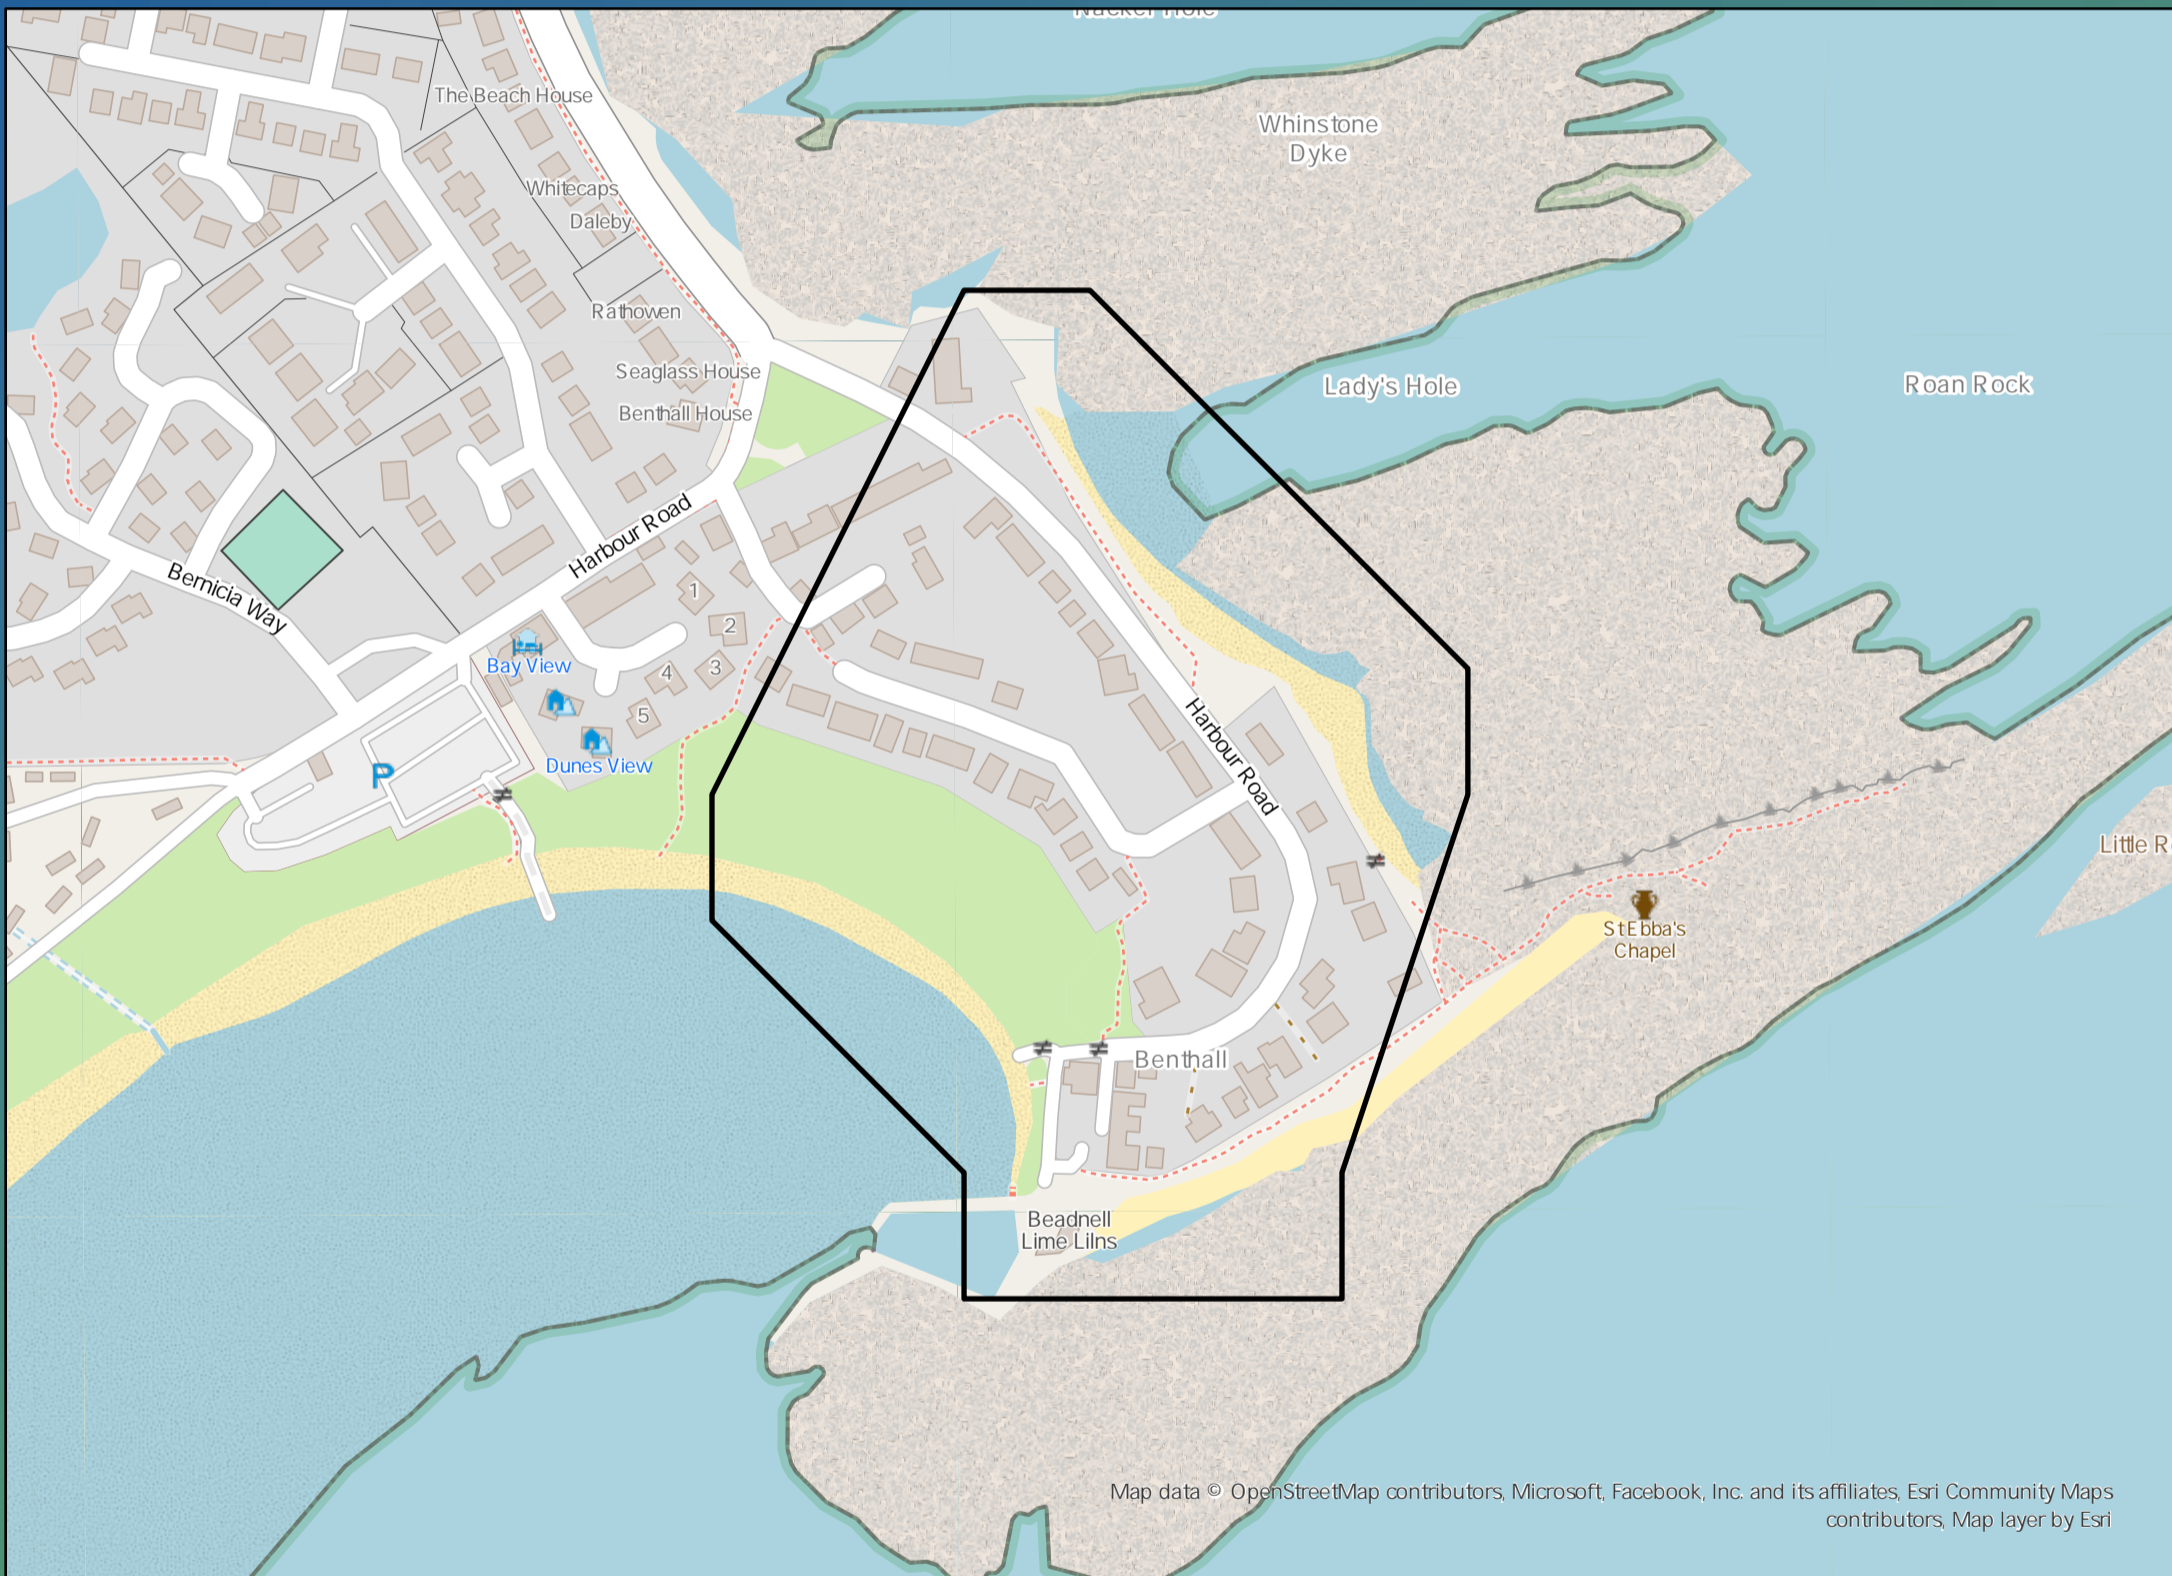 Nacker Hole
The Beach House
Whinstone
Dyke
Whitecaps
Daleby
Rathowen
Seaglass House
Lady's Hole
Roan Rock
Benthall House
Harbour Road
Bernicia Way
1
2
3
4
5
Bay View
Dunes View
P
Harbour Road
Little R
St Ebba's
Chapel
Benthall
Beadnell
Lime Lilns
Map data © OpenStreetMap contributors, Microsoft, Facebook, Inc. and its affiliates, Esri Community Maps
contributors, Map layer by Esri